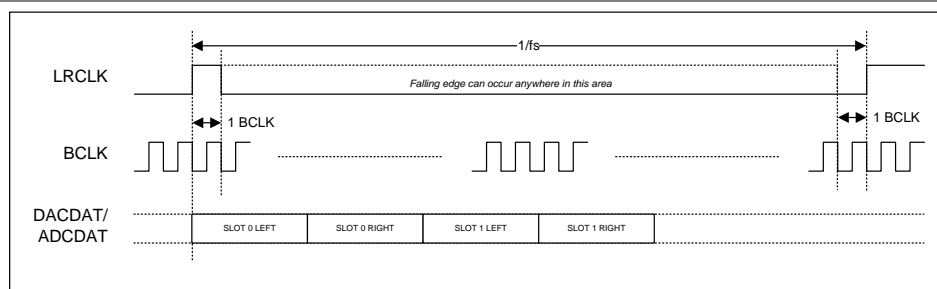 1/fs
LRCLK
Falling edge can occur anywhere in this area
1 BCLK
1 BCLK
BCLK
DACDAT/
ADCDAT
SLOT 0 LEFT
SLOT 0 RIGHT
SLOT 1 LEFT
SLOT 1 RIGHT